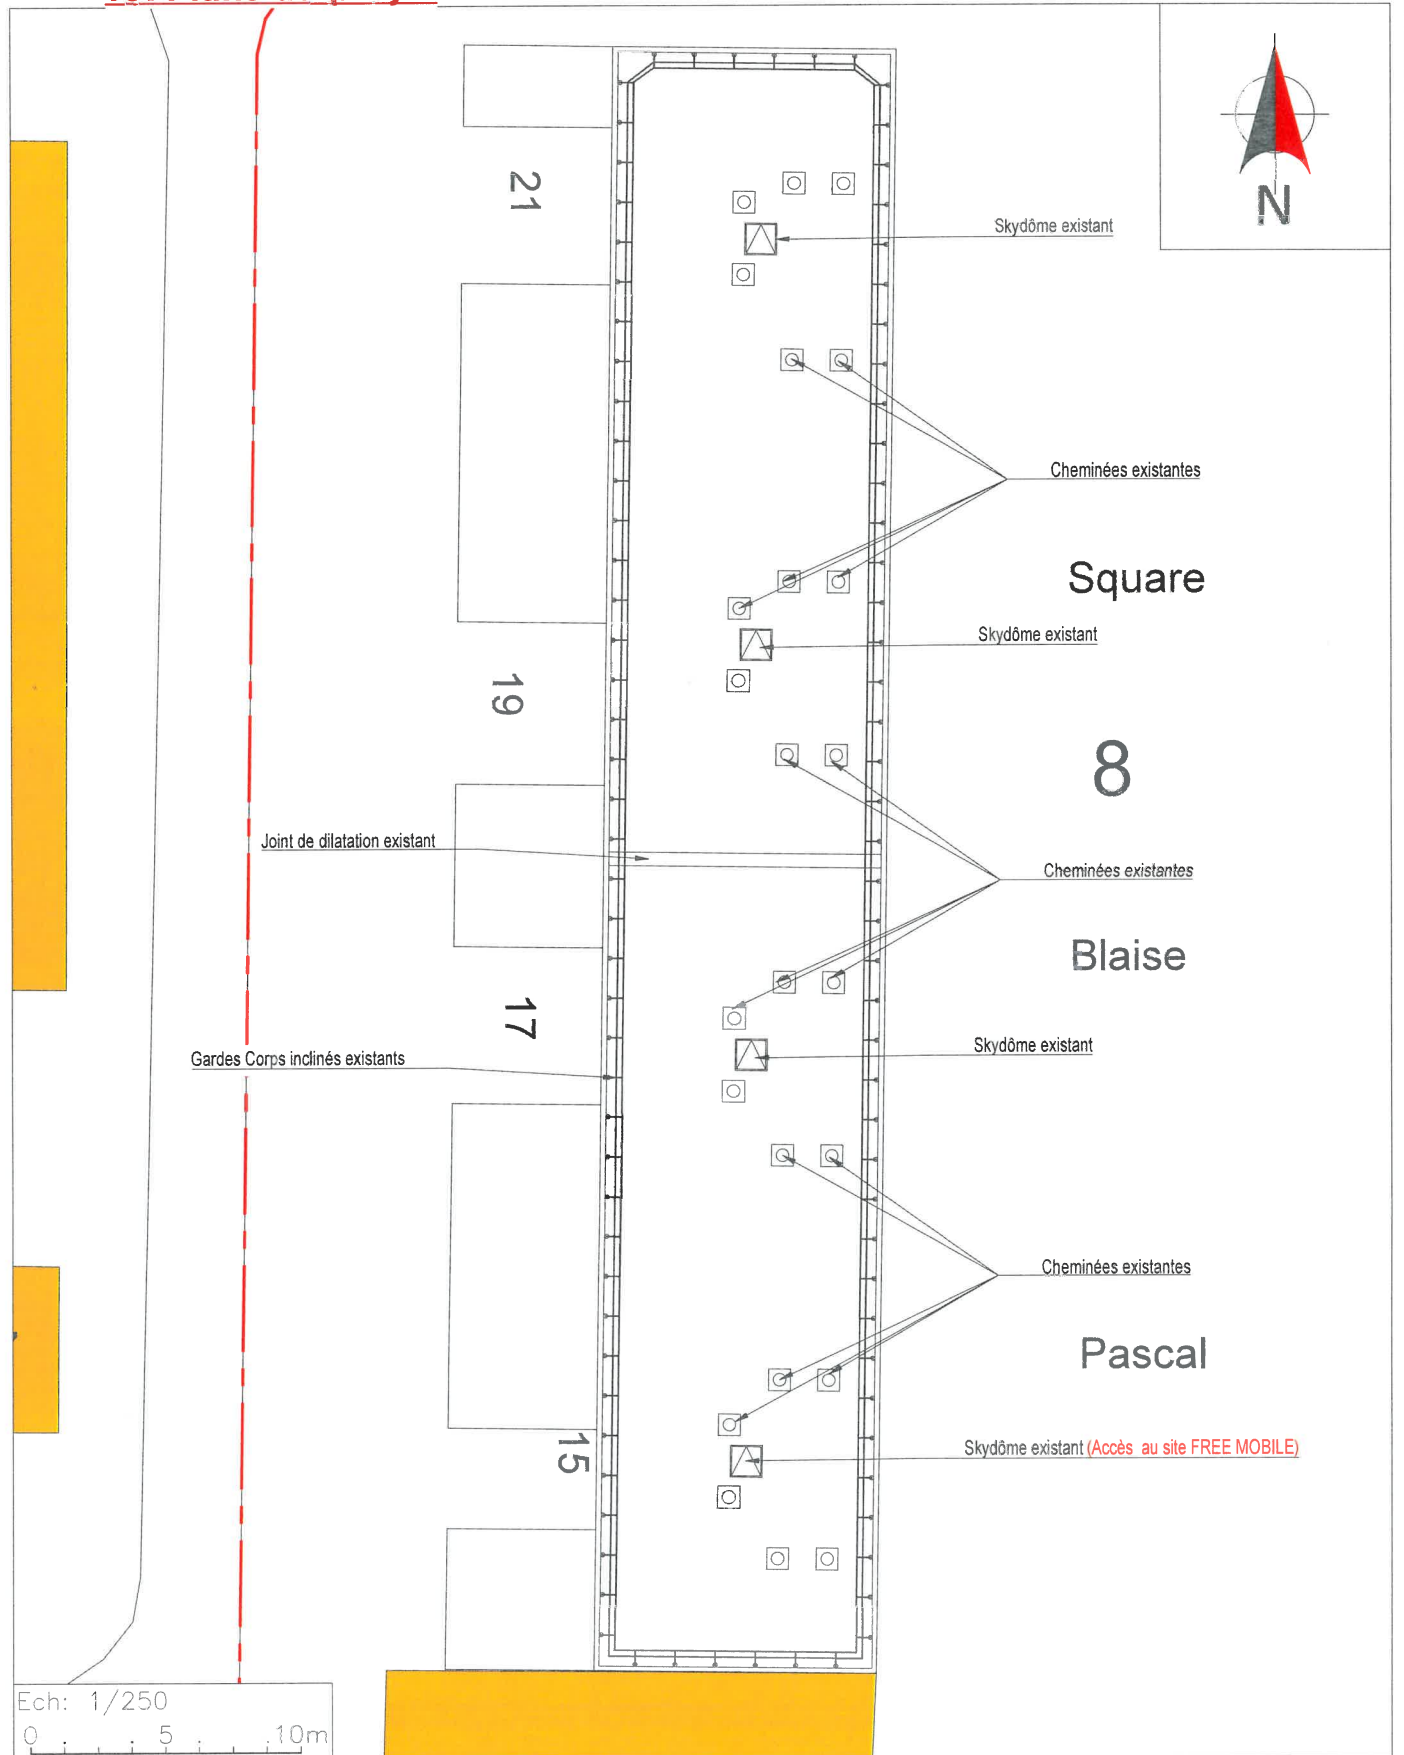 N
21
Skydôme existant
Cheminées existantes
Square
Skydôme existant
19
8
Joint de dilatation existant
Cheminées existantes
Blaise
17
Skydôme existant
Gardes Corps inclinés existants
Cheminées existantes
Pascal
15
Skydôme existant (Accès au site FREE MOBILE)
Ech: 1/250
0 5 10m